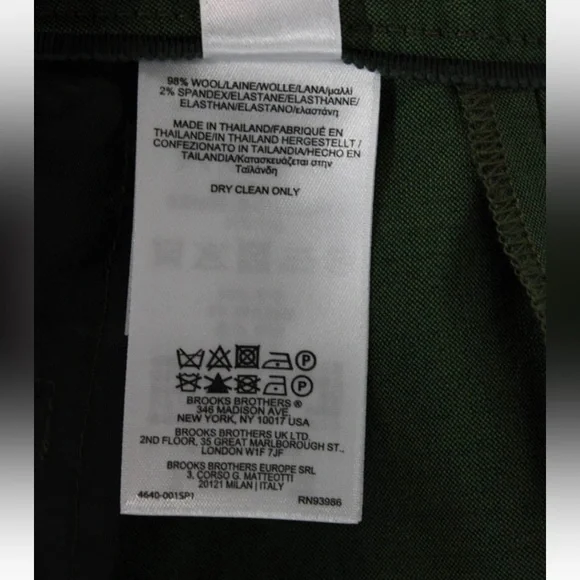 98% WOOL/LAINE/WOLLE/LANA/μαλλί
2% SPANDEX/ELASTANE/ELASTHANNE/
ELASTHAN/ELASTANO/ελαστάνη
MADE IN THAILAND/FABRIQUÉ EN
THAILANDE/IN THAILAND HERGESTELLT/
CONFEZIONATO IN TAILANDIA/HECHO EN
TAILANDIA/Κατασκευάζεται στην
Ταϊλάνδη
DRY CLEAN ONLY
P
P
BROOKS BROTHERS ®
346 MADISON AVE.
NEW YORK, NY 10017 USA
BROOKS BROTHERS UK LTD.
2ND FLOOR, 35 GREAT MARLBOROUGH ST.,
LONDON W1F 7JF
BROOKS BROTHERS EUROPE SRL
3, CORSO G. MATTEOTTI
20121 MILAN | ITALY
4640-001SP1 RN93986